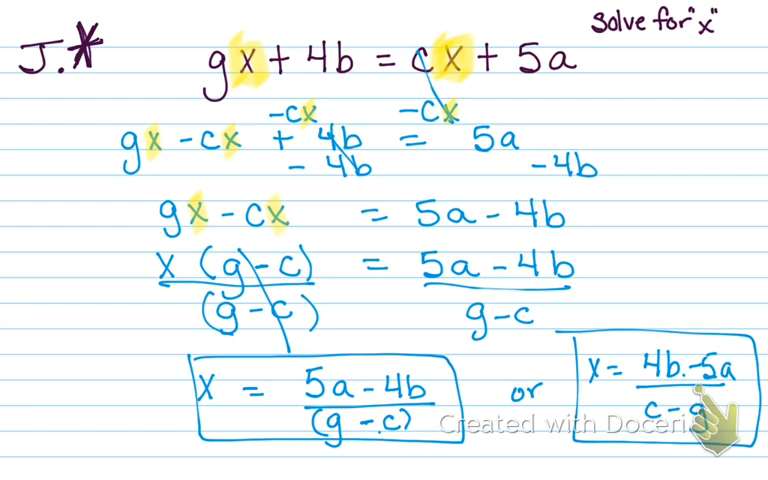 Solve for "x"
J.* gx + 4b = cx + 5a
-cx -cx
gx - cx + 4b = 5a
- 4b -4b
gx - cx = 5a - 4b
x (g - c) = 5a - 4b
(g - c) g - c
x = 5a - 4b or x = 4b - 5a
(g - c) c - g
Created with Doceri